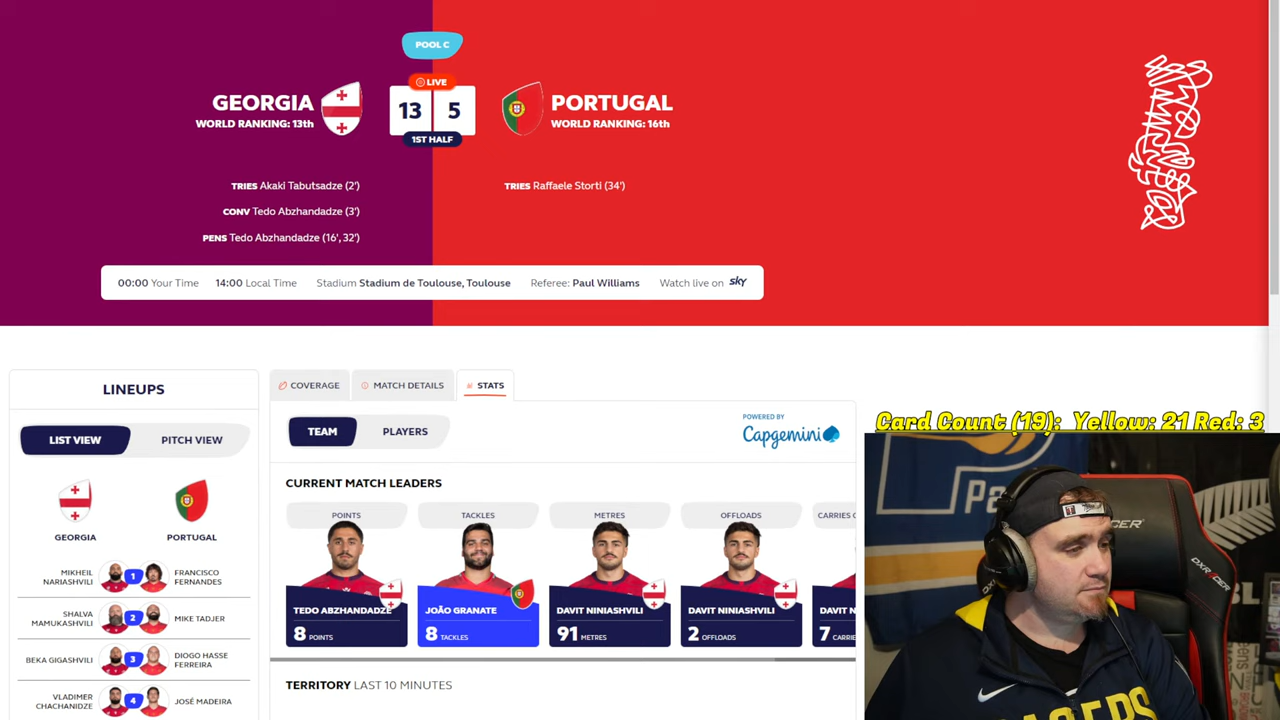 POOL C
LIVE
GEORGIA
WORLD RANKING: 13th
13 5
1ST HALF
PORTUGAL
WORLD RANKING: 16th
TRIES Akaki Tabutsadze (2')
CONV Tedo Abzhandadze (3')
PENS Tedo Abzhandadze (16', 32')
TRIES Raffaele Storti (34')
00:00 Your Time 14:00 Local Time Stadium Stadium de Toulouse, Toulouse Referee: Paul Williams Watch live on sky
LINEUPS
LIST VIEW PITCH VIEW
GEORGIA PORTUGAL
MIKHEIL NARIASHVILI 1 FRANCISCO FERNANDES
SHALVA MAMUKASHVILI 2 MIKE TADJER
BEKA GIGASHVILI 3 DIOGO HASSE FERREIRA
VLADIMER CHACHANIDZE 4 JOSÉ MADEIRA
COVERAGE MATCH DETAILS STATS
TEAM PLAYERS
POWERED BY
Capgemini
CURRENT MATCH LEADERS
POINTS TACKLES METRES OFFLOADS CARRIES
TEDO ABZHANDADZE JOÃO GRANATE DAVIT NINIASHVILI DAVIT NINIASHVILI DAVIT N
8 POINTS 8 TACKLES 91 METRES 2 OFFLOADS 7 CARRIE
TERRITORY LAST 10 MINUTES
Card Count (19): Yellow: 21 Red: 3
Pa
DXRACER